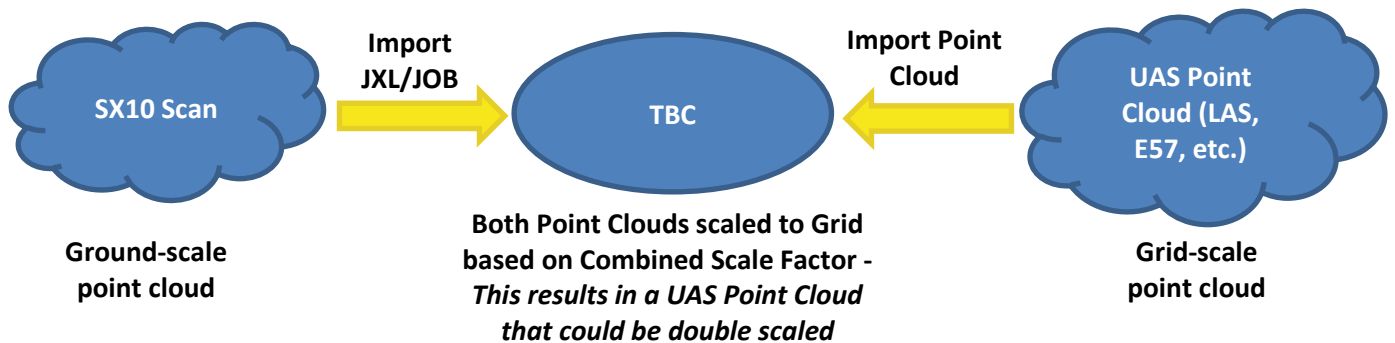 SX10 Scan
Ground-scale
point cloud
Import
JXL/JOB
TBC
Both Point Clouds scaled to Grid
based on Combined Scale Factor -
This results in a UAS Point Cloud
that could be double scaled
Import Point
Cloud
UAS Point
Cloud (LAS,
E57, etc.)
Grid-scale
point cloud